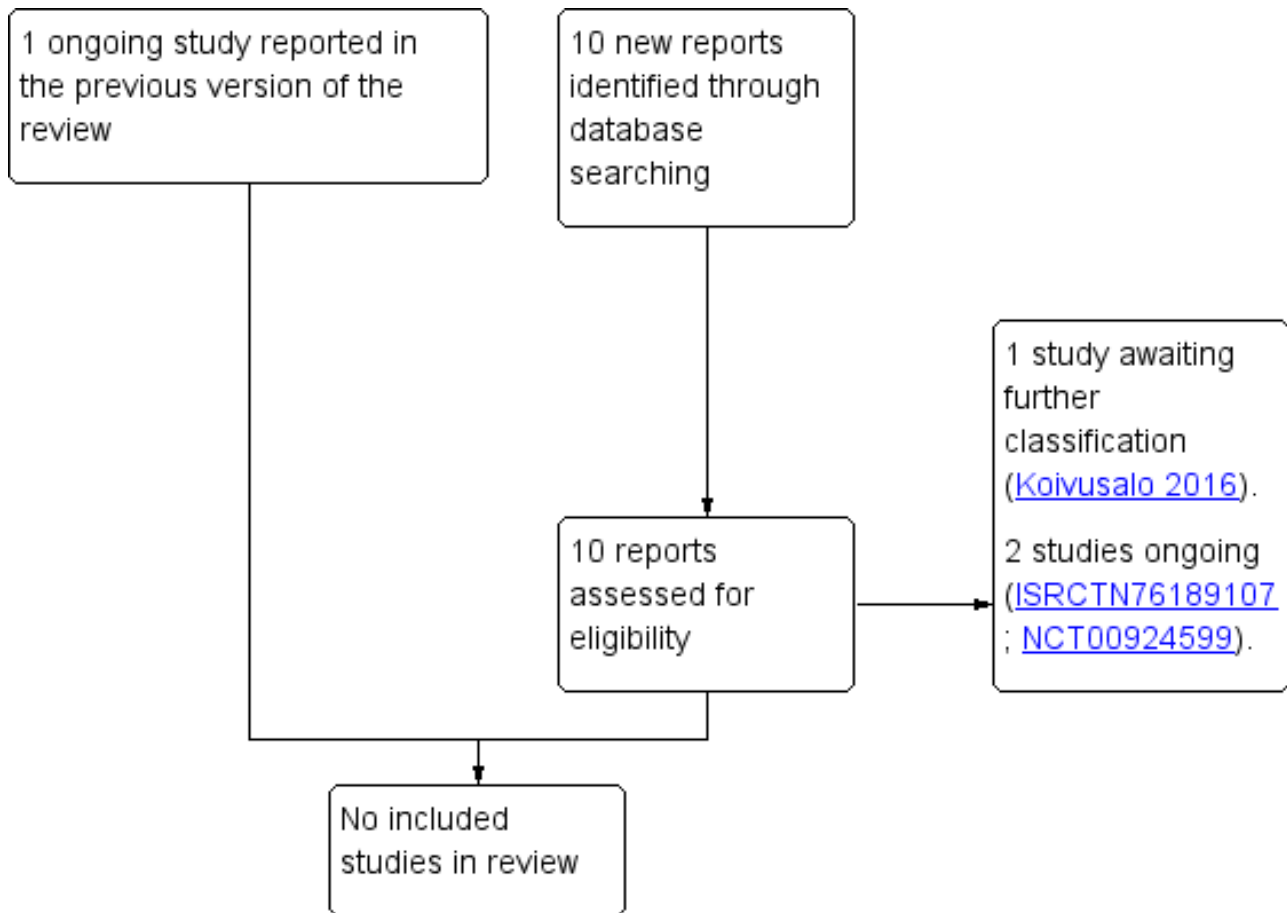 1 ongoing study reported in
the previous version of the
review
10 new reports
identified through
database
searching
1 study awaiting
further
classification
(Koivusalo 2016).
2 studies ongoing
(ISRCTN76189107
; NCT00924599).
10 reports
assessed for
eligibility
No included
studies in review